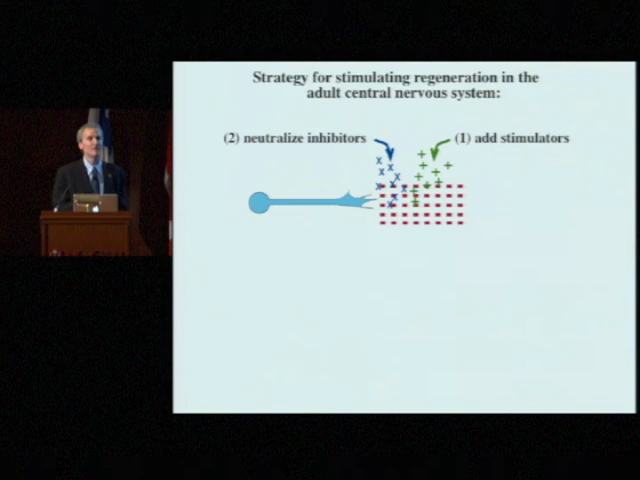 Strategy for stimulating regeneration in the
adult central nervous system:
(2) neutralize inhibitors (1) add stimulators